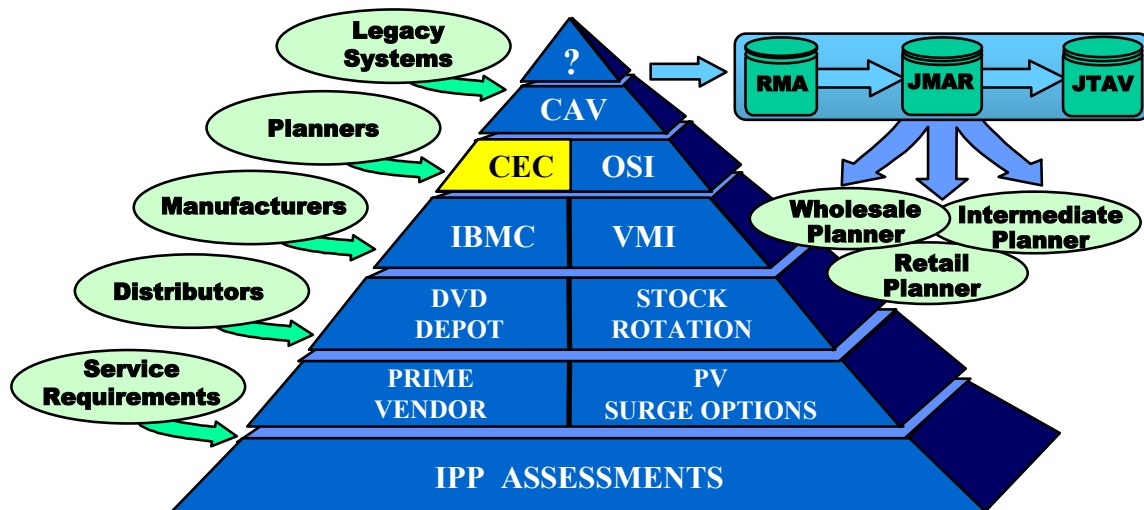 Legacy
Systems
Planners
Manufacturers
Distributors
Service
Requirements
?
CAV
CEC
OSI
IBMC
VMI
DVD
DEPOT
STOCK
ROTATION
PRIME
VENDOR
PV
SURGE OPTIONS
IPP ASSESSMENTS
RMA
JMAR
JTAV
Wholesale
Planner
Intermediate
Planner
Retail
Planner